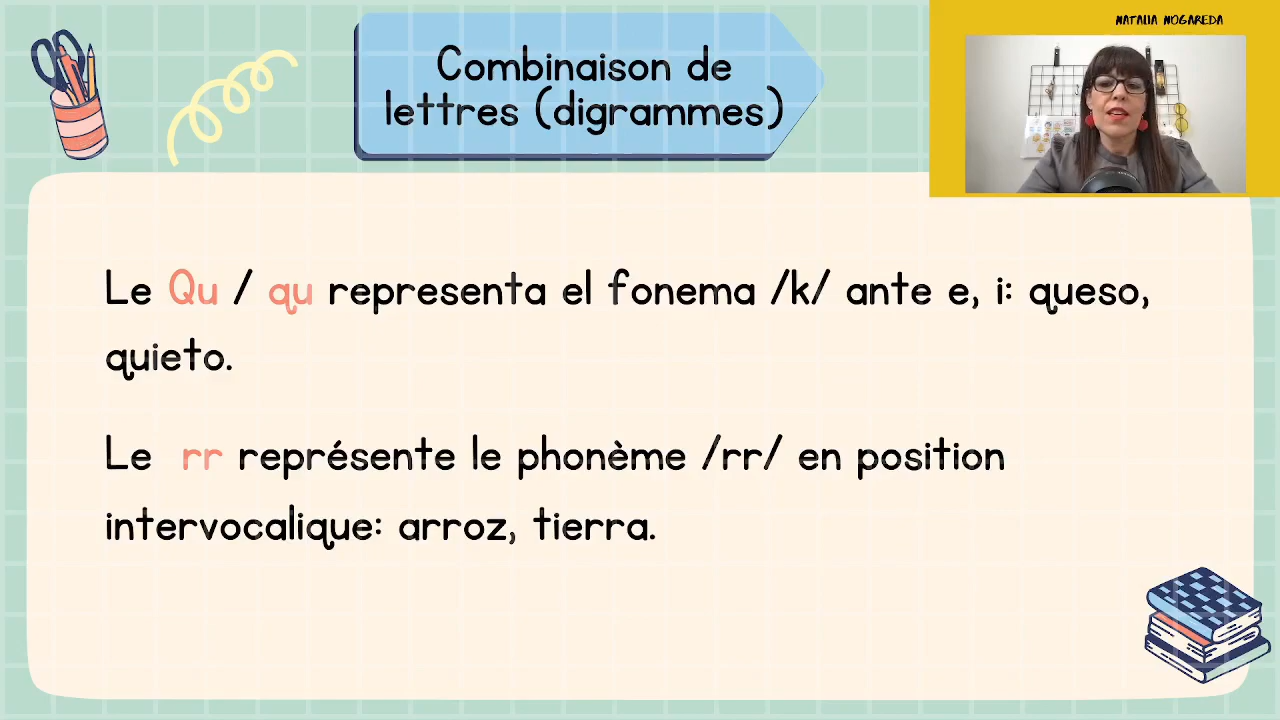 Combinaison de
lettres (digrammes)
NATALIA NOGAREDA
Le Qu / qu representa el fonema /k/ ante e, i: queso,
quieto.
Le rr représente le phonème /rr/ en position
intervocalique: arroz, tierra.